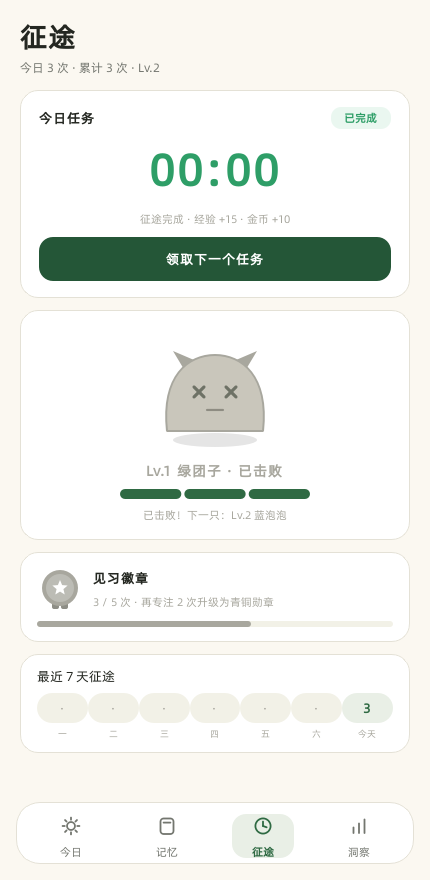 征途
今日 3 次 · 累计 3 次 · Lv.2
今日任务
已完成
00:00
征途完成 · 经验 +15 · 金币 +10
领取下一个任务
Lv.1 绿团子 · 已击败
已击败！下一只：Lv.2 蓝泡泡
见习徽章
3 / 5 次 · 再专注 2 次升级为青铜勋章
最近 7 天征途
· · · · · · 3
一 二 三 四 五 六 今天
今日 记忆 征途 洞察